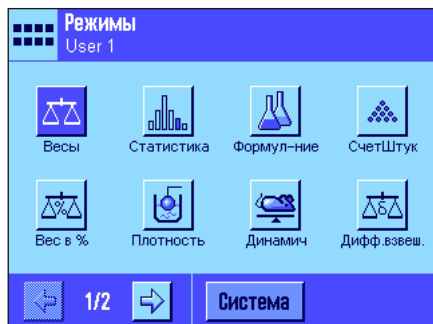 Режимы
User 1
Весы
Статистика
Формул-ние
СчетШтук
Вес в %
Плотность
Динамич
Дифф.взвеш.
1/2
Система